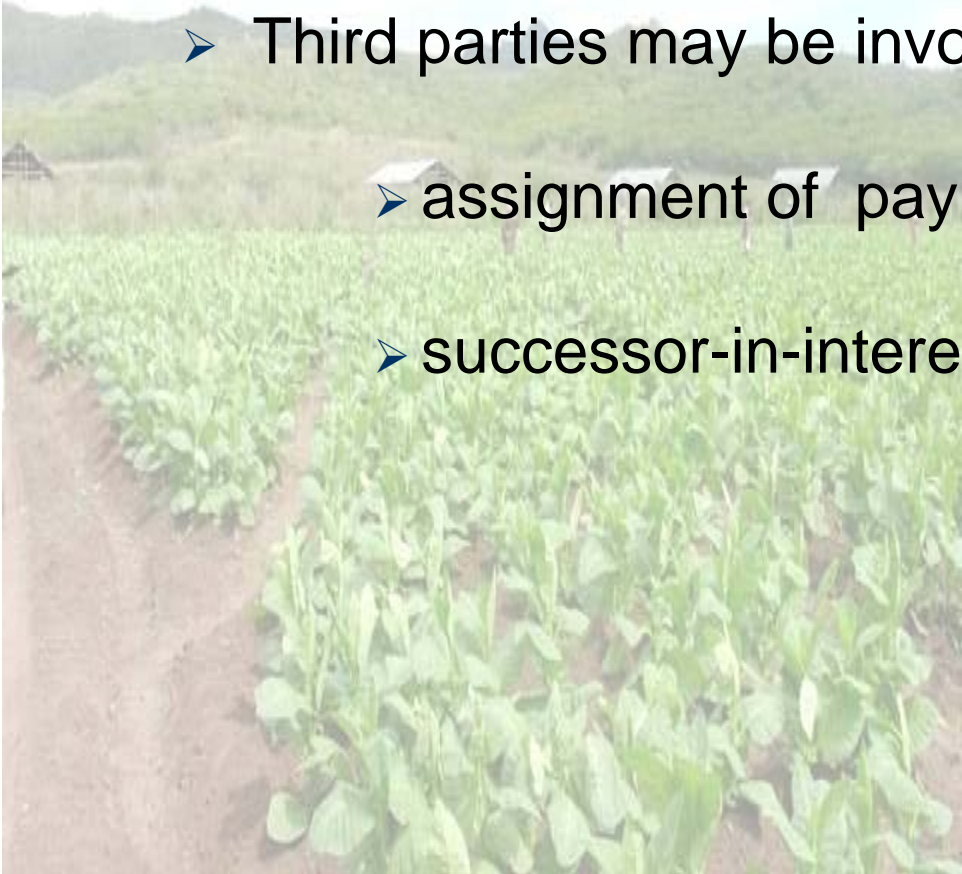 ➢ Third parties may be invo
➢ assignment of pay
➢ successor-in-intere